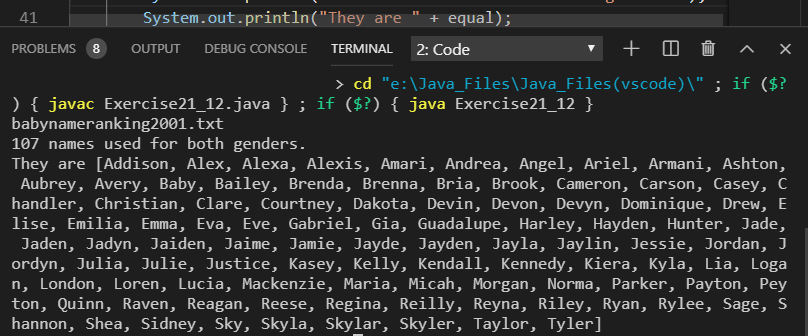 41 System.out.println("They are " + equal);
PROBLEMS 8 OUTPUT DEBUG CONSOLE TERMINAL 2: Code
> cd "e:\Java_Files\Java_Files(vscode)\" ; if ($?
) { javac Exercise21_12.java } ; if ($?) { java Exercise21_12 }
babynameranking2001.txt
107 names used for both genders.
They are [Addison, Alex, Alexa, Alexis, Amari, Andrea, Angel, Ariel, Armani, Ashton,
Aubrey, Avery, Baby, Bailey, Brenda, Brenna, Bria, Brook, Cameron, Carson, Casey, C
handler, Christian, Clare, Courtney, Dakota, Devin, Devon, Devyn, Dominique, Drew, E
lise, Emilia, Emma, Eva, Eve, Gabriel, Gia, Guadalupe, Harley, Hayden, Hunter, Jade,
Jaden, Jadyn, Jaiden, Jaime, Jamie, Jayde, Jayden, Jayla, Jaylin, Jessie, Jordan, J
ordyn, Julia, Julie, Justice, Kasey, Kelly, Kendall, Kennedy, Kiera, Kyla, Lia, Loga
n, London, Loren, Lucia, Mackenzie, Maria, Micah, Morgan, Norma, Parker, Payton, Pey
ton, Quinn, Raven, Reagan, Reese, Regina, Reilly, Reyna, Riley, Ryan, Rylee, Sage, S
hannon, Shea, Sidney, Sky, Skyla, Skylar, Skyler, Taylor, Tyler]